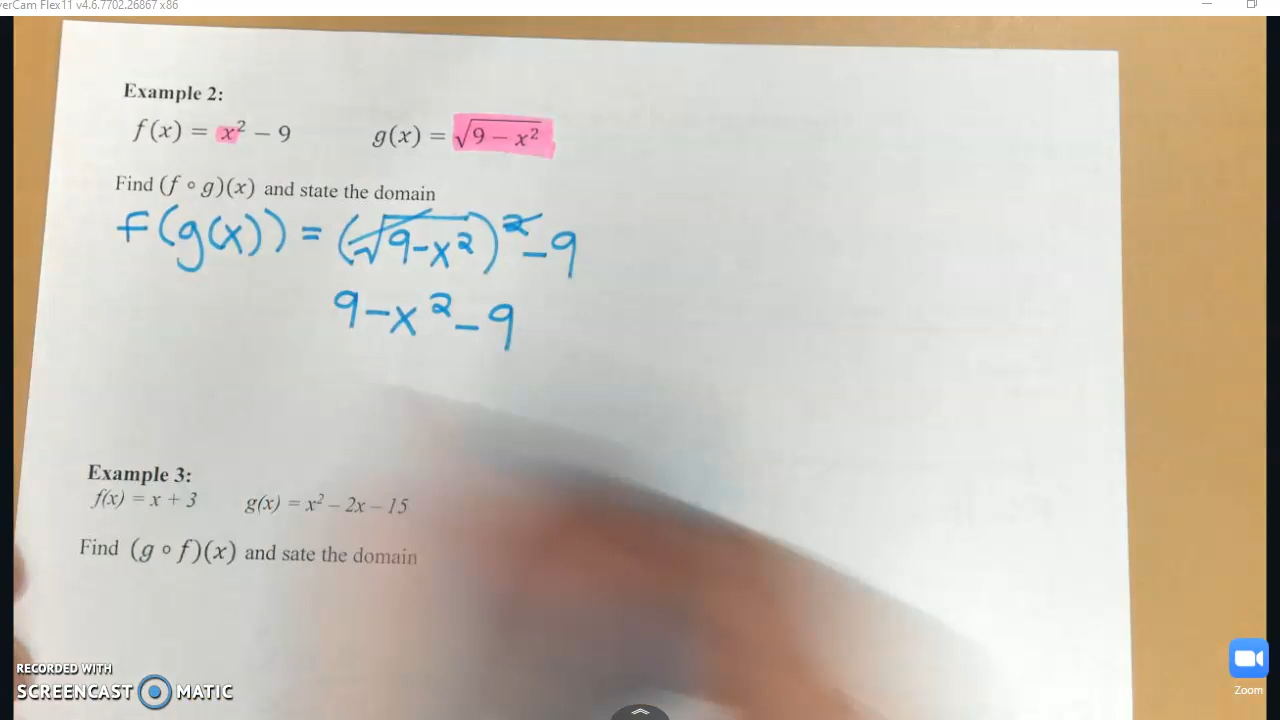 verCam Flex11 v4.6.7702.26867 x86
Example 2:
f(x) = x² − 9 g(x) = √(9 − x²)
Find (f ∘ g)(x) and state the domain
f(g(x)) = (√(9-x²))² - 9
9-x²-9
Example 3:
f(x) = x + 3 g(x) = x² – 2x – 15
Find (g ∘ f)(x) and sate the domain
RECORDED WITH
SCREENCAST MATIC
Zoom